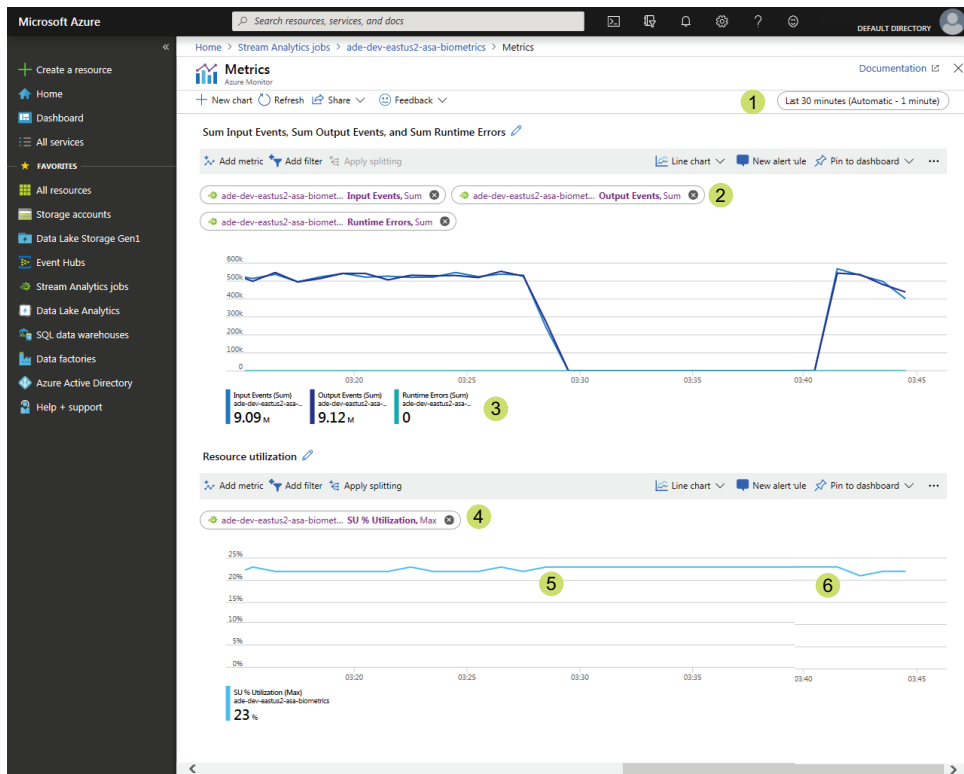 Microsoft Azure
Search resources, services, and docs
DEFAULT DIRECTORY
«
Create a resource
Home
Dashboard
All services
FAVORITES
All resources
Storage accounts
Data Lake Storage Gen1
Event Hubs
Stream Analytics jobs
Data Lake Analytics
SQL data warehouses
Data factories
Azure Active Directory
Help + support
Home > Stream Analytics jobs > ade-dev-eastus2-asa-biometrics > Metrics
Metrics
Azure Monitor
Documentation
New chart Refresh Share Feedback
1
Last 30 minutes (Automatic - 1 minute)
Sum Input Events, Sum Output Events, and Sum Runtime Errors
Add metric Add filter Apply splitting Line chart New alert rule Pin to dashboard ...
ade-dev-eastus2-asa-biomet... Input Events, Sum
ade-dev-eastus2-asa-biomet... Output Events, Sum
2
ade-dev-eastus2-asa-biomet... Runtime Errors, Sum
600k
500k
400k
300k
200k
100k
0
03:20 03:25 03:30 03:35 03:40 03:45
Input Events (Sum)
ade-dev-eastus2-asa-...
9.09 M
Output Events (Sum)
ade-dev-eastus2-asa-...
9.12 M
Runtime Errors (Sum)
ade-dev-eastus2-asa-...
0
3
Resource utilization
Add metric Add filter Apply splitting Line chart New alert rule Pin to dashboard ...
ade-dev-eastus2-asa-biomet... SU % Utilization, Max
4
25%
20%
15%
10%
5%
0%
5
6
03:20 03:25 03:30 03:35 03:40 03:45
SU % Utilization (Max)
ade-dev-eastus2-asa-biometrics
23 %